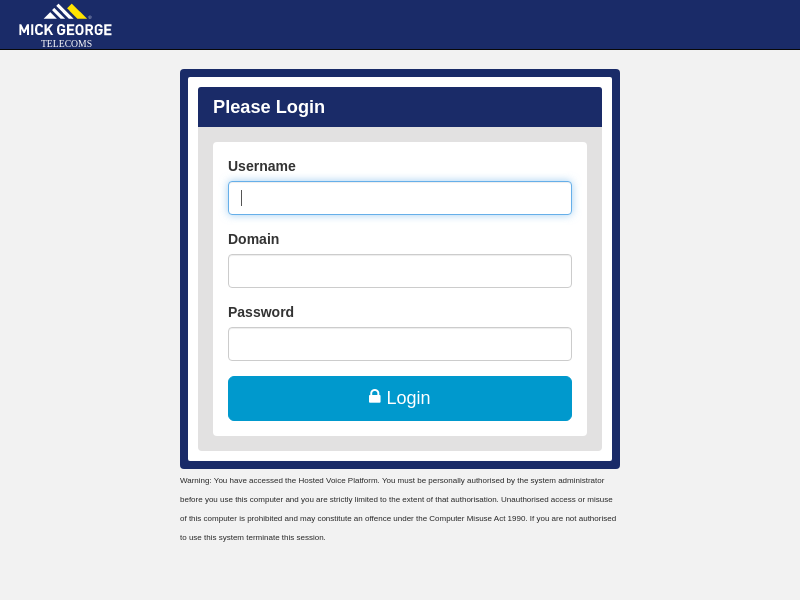 MICK GEORGE
TELECOMS
Please Login
Username
Domain
Password
Login
Warning: You have accessed the Hosted Voice Platform. You must be personally authorised by the system administrator
before you use this computer and you are strictly limited to the extent of that authorisation. Unauthorised access or misuse
of this computer is prohibited and may constitute an offence under the Computer Misuse Act 1990. If you are not authorised
to use this system terminate this session.